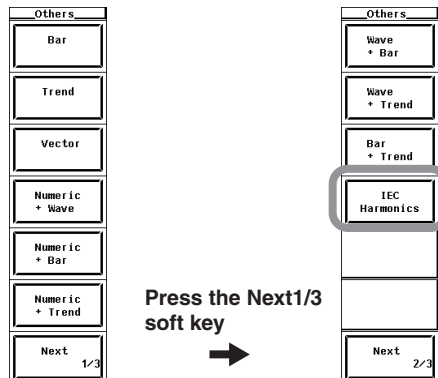 Others
Bar
Trend
Vector
Numeric
+ Wave
Numeric
+ Bar
Numeric
+ Trend
Next
1/3
Press the Next1/3
soft key
Others
Wave
+ Bar
Wave
+ Trend
Bar
+ Trend
IEC
Harmonics
Next
2/3